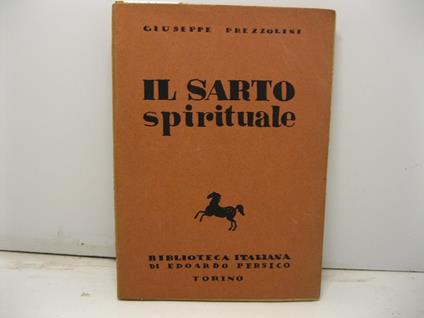 GIUSEPPE PREZZOLINI
IL SARTO
spirituale
BIBLIOTECA ITALIANA
DI EDOARDO PERSICO
TORINO